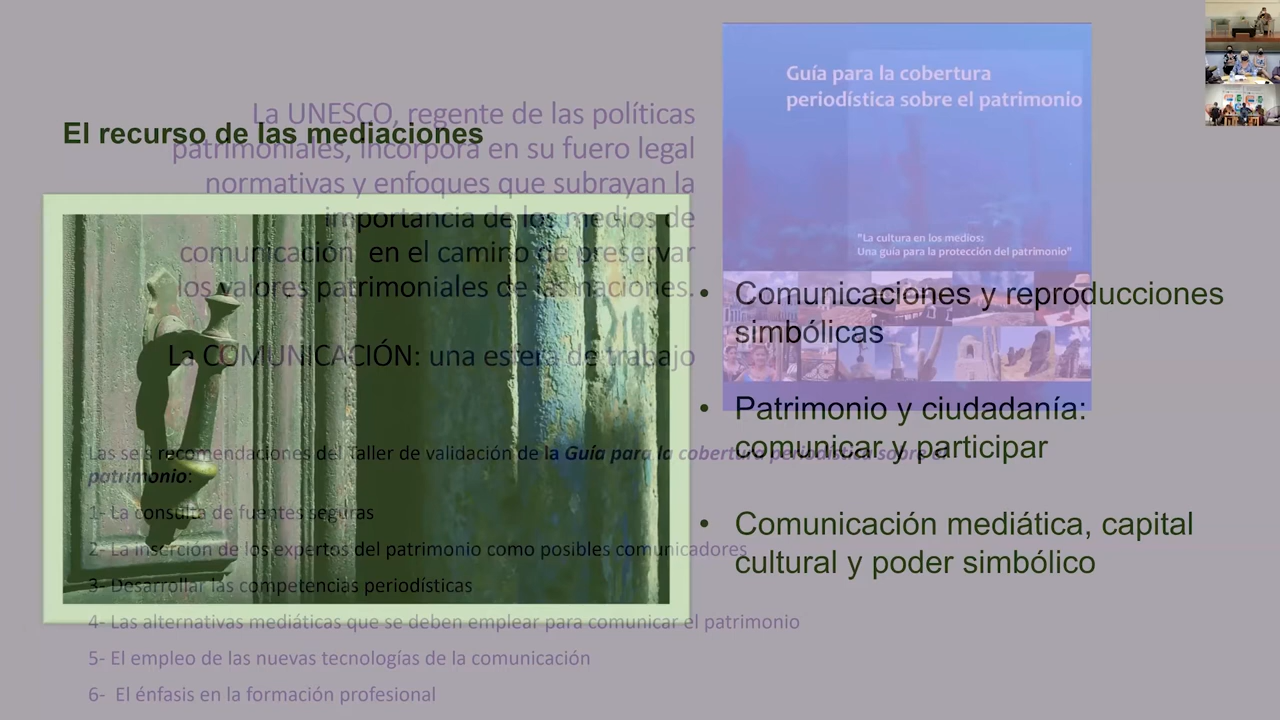 El recurso de las mediaciones
La UNESCO, regente de las políticas
patrimoniales, incorpora en su fuero legal
normativas y enfoques que subrayan la
importancia de los medios de
comunicación en el camino de preservar
los valores patrimoniales de las naciones.
La COMUNICACIÓN: una esfera de trabajo
Guía para la cobertura
periodística sobre el patrimonio
"La cultura en los medios:
Una guía para la protección del patrimonio"
• Comunicaciones y reproducciones
simbólicas
• Patrimonio y ciudadanía:
comunicar y participar
• Comunicación mediática, capital
cultural y poder simbólico
Las seis recomendaciones del Taller de validación de la Guía para la cobertura periodística sobre el
patrimonio:
1- La consulta de fuentes seguras
2- La inserción de los expertos del patrimonio como posibles comunicadores
3- Desarrollar las competencias periodísticas
4- Las alternativas mediáticas que se deben emplear para comunicar el patrimonio
5- El empleo de las nuevas tecnologías de la comunicación
6- El énfasis en la formación profesional